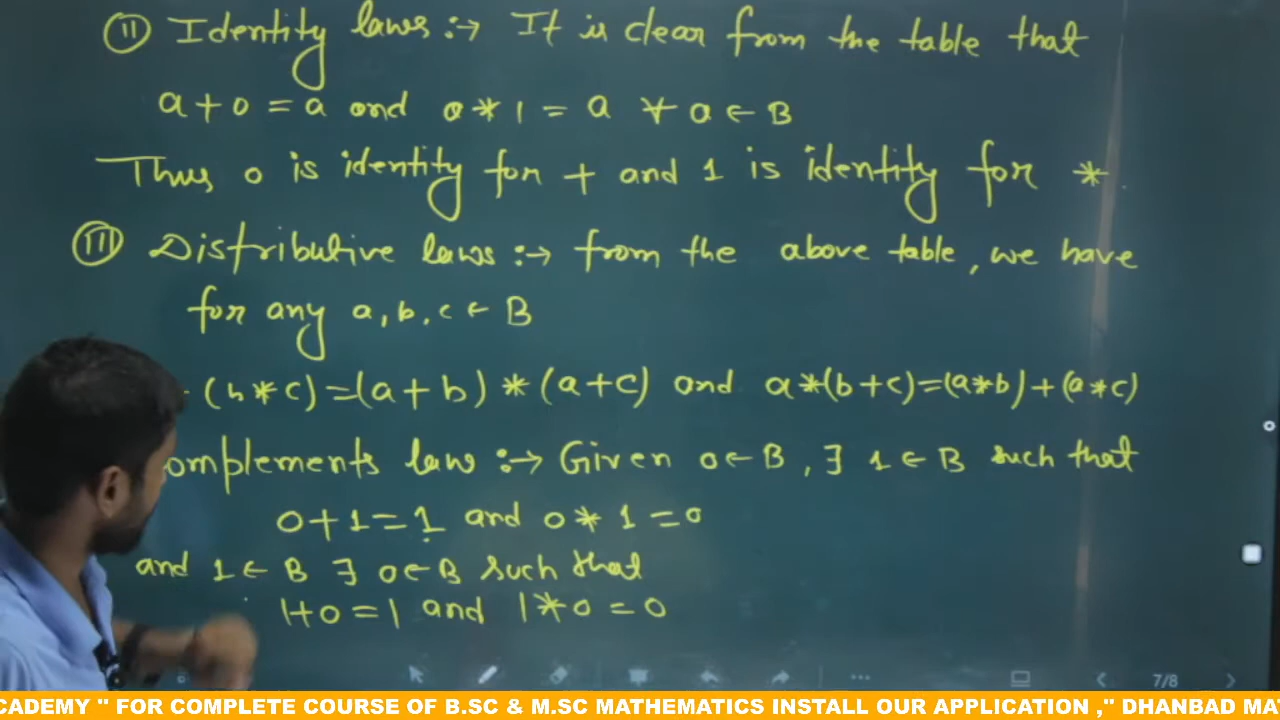 (II) Identity laws :→ It is clear from the table that
a + 0 = a and a * 1 = a ∀ a ∈ B
Thus 0 is identity for + and 1 is identity for *
(III) Distributive laws :→ from the above table, we have
for any a, b, c ∈ B
(b * c) = (a + b) * (a + c) and a * (b + c) = (a * b) + (a * c)
omplements law :→ Given 0 ∈ B, ∃ 1 ∈ B such that
0 + 1 = 1 and 0 * 1 = 0
and 1 ∈ B ∃ 0 ∈ B such that
1 + 0 = 1 and 1 * 0 = 0
7/8
CADEMY " FOR COMPLETE COURSE OF B.SC & M.SC MATHEMATICS INSTALL OUR APPLICATION ," DHANBAD MA